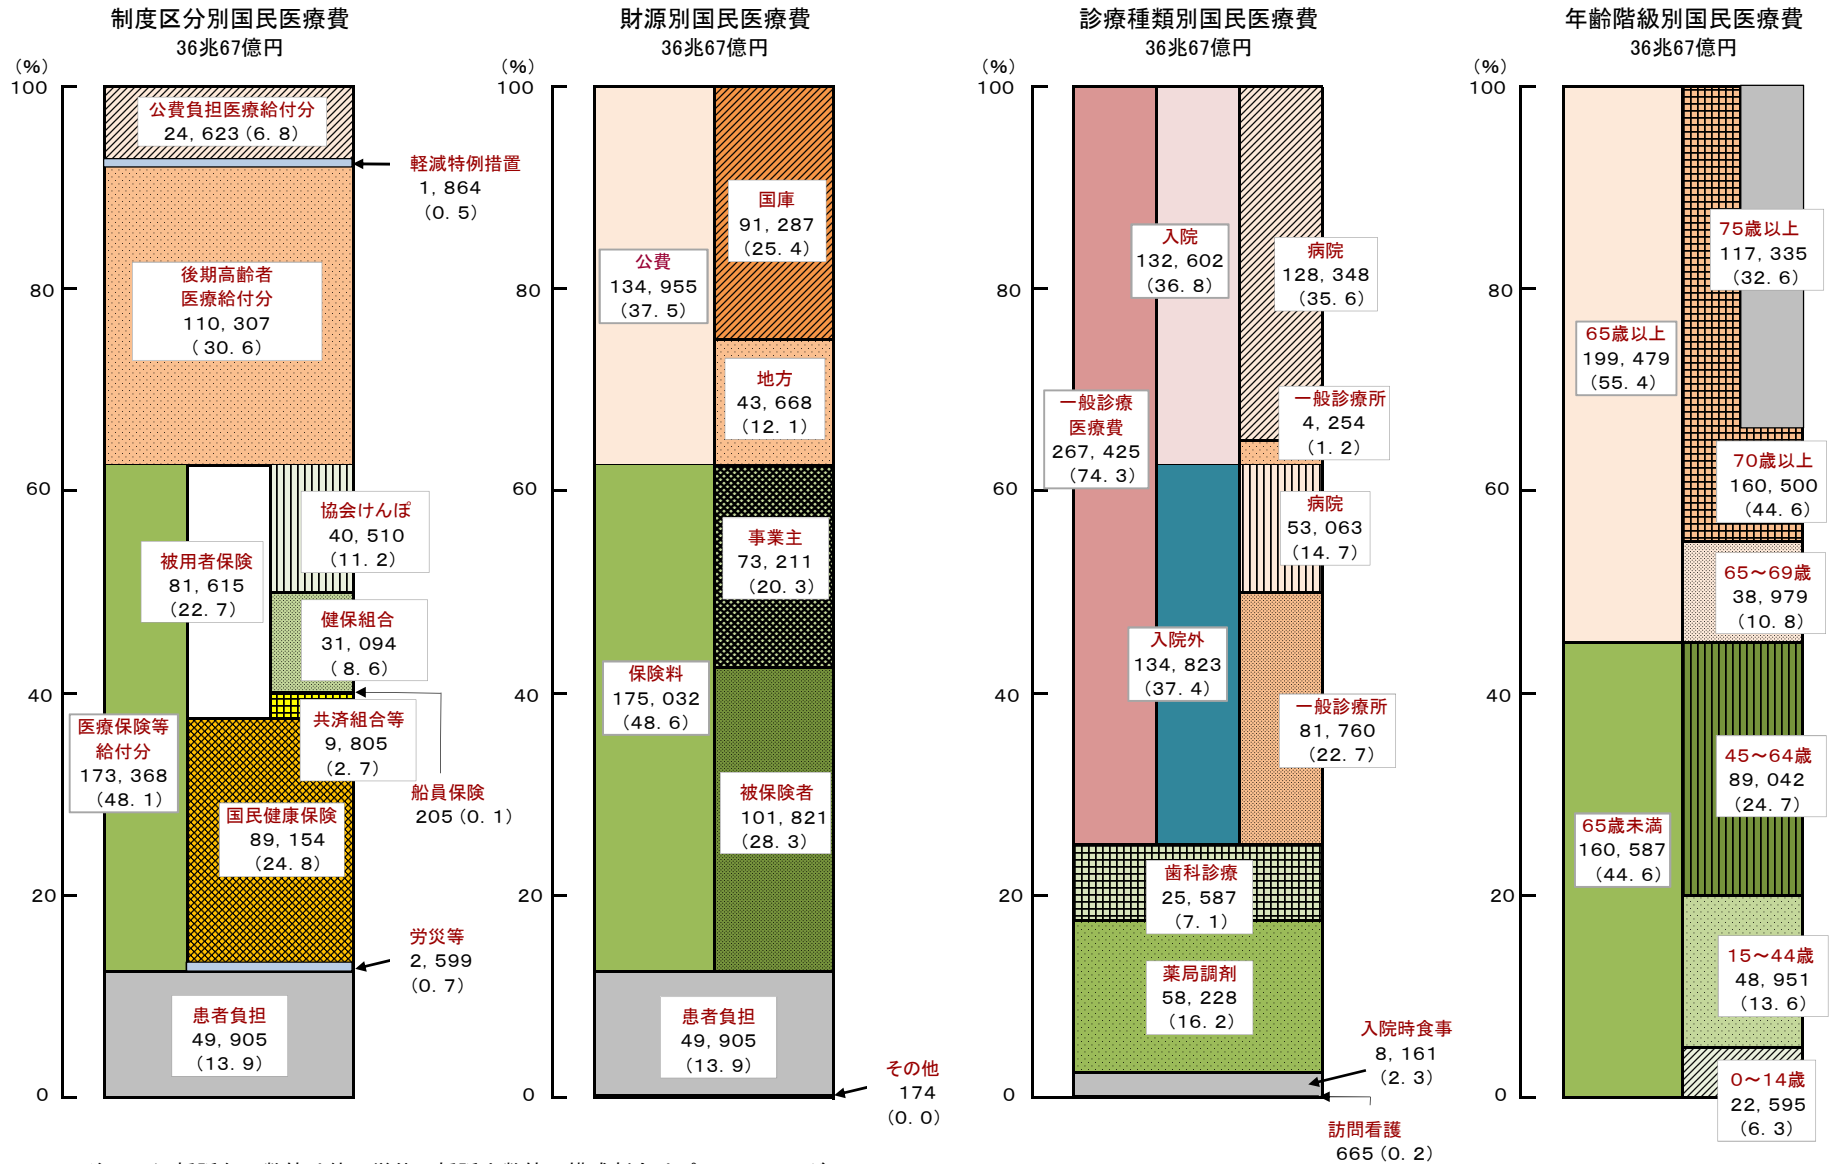 制度区分別国民医療費
36兆67億円
(%)
100
80
60
40
20
0
公費負担医療給付分
24,623(6.8)
軽減特例措置
1,864
(0.5)
後期高齢者
医療給付分
110,307
(30.6)
協会けんぽ
40,510
(11.2)
被用者保険
81,615
(22.7)
健保組合
31,094
(8.6)
共済組合等
9,805
(2.7)
医療保険等
給付分
173,368
(48.1)
船員保険
205(0.1)
国民健康保険
89,154
(24.8)
労災等
2,599
(0.7)
患者負担
49,905
(13.9)
財源別国民医療費
36兆67億円
(%)
100
80
60
40
20
0
国庫
91,287
(25.4)
公費
134,955
(37.5)
地方
43,668
(12.1)
事業主
73,211
(20.3)
保険料
175,032
(48.6)
被保険者
101,821
(28.3)
患者負担
49,905
(13.9)
その他
174
(0.0)
診療種類別国民医療費
36兆67億円
(%)
100
80
60
40
20
0
入院
132,602
(36.8)
病院
128,348
(35.6)
一般診療
医療費
267,425
(74.3)
一般診療所
4,254
(1.2)
病院
53,063
(14.7)
入院外
134,823
(37.4)
一般診療所
81,760
(22.7)
歯科診療
25,587
(7.1)
薬局調剤
58,228
(16.2)
入院時食事
8,161
(2.3)
訪問看護
665(0.2)
年齢階級別国民医療費
36兆67億円
(%)
100
80
60
40
20
0
75歳以上
117,335
(32.6)
65歳以上
199,479
(55.4)
70歳以上
160,500
(44.6)
65～69歳
38,979
(10.8)
45～64歳
89,042
(24.7)
65歳未満
160,587
(44.6)
15～44歳
48,951
(13.6)
0～14歳
22,595
(6.3)